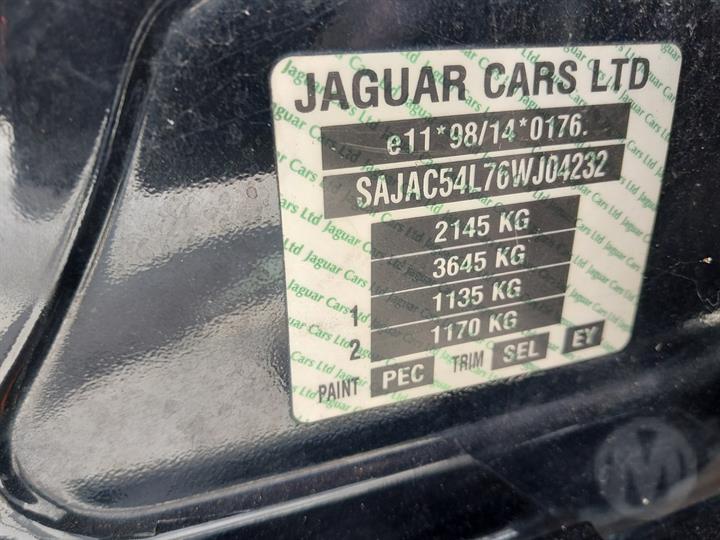 JAGUAR CARS LTD
e11*98/14*0176.
SAJAC54L76WJ04232
2145 KG
3645 KG
1 1135 KG
2 1170 KG
PAINT PEC TRIM SEL EY